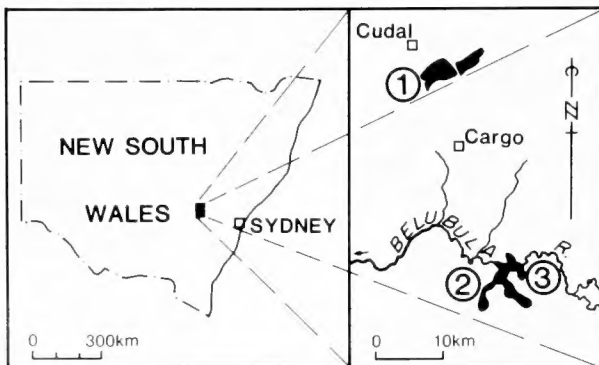 NEW SOUTH
WALES
SYDNEY
0 300km
Cudal
1
N
Cargo
BELUBULA R.
2
3
0 10km